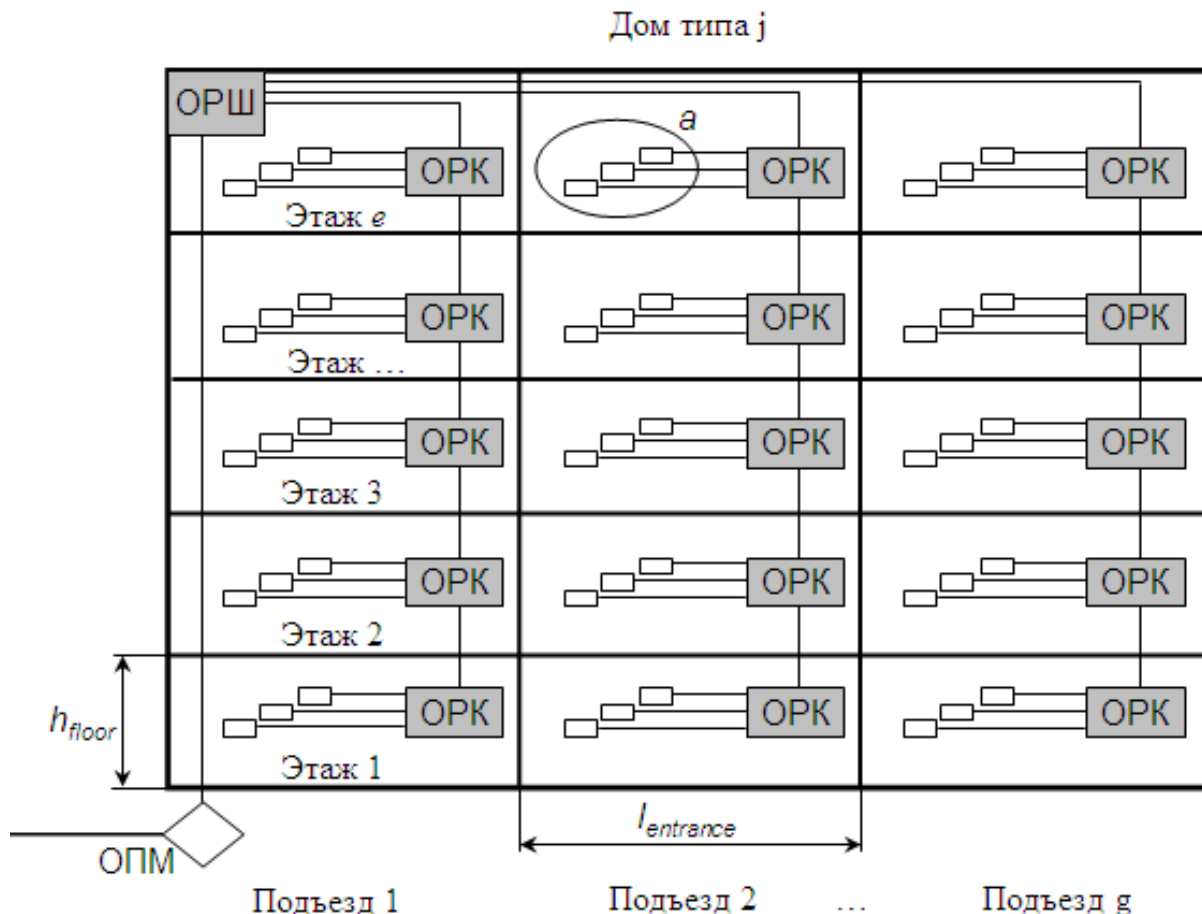 Дом типа j
ОРШ
a
ОРК ОРК ОРК
Этаж e
ОРК ОРК ОРК
Этаж ...
ОРК ОРК ОРК
Этаж 3
ОРК ОРК ОРК
Этаж 2
h_floor
ОРК ОРК ОРК
Этаж 1
l_entrance
ОПМ
Подъезд 1 Подъезд 2 ... Подъезд g